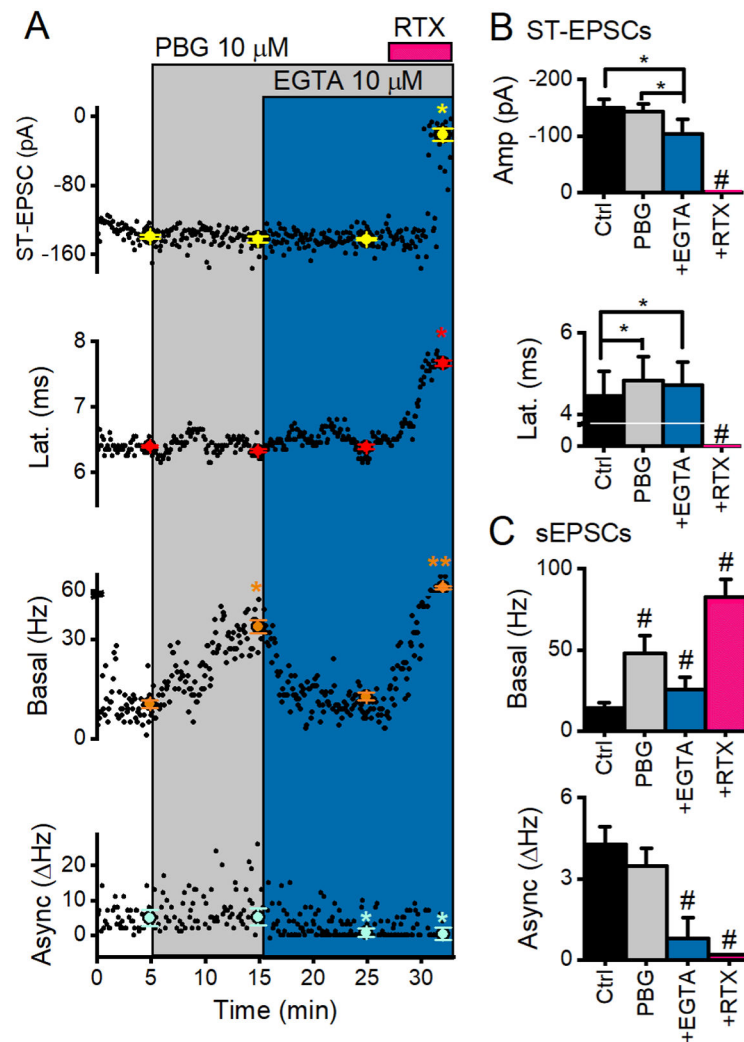 A
PBG 10 μM
RTX
EGTA 10 μM
ST-EPSC (pA)
0
-80
-160
*
Lat. (ms)
8
7
6
*
Basal (Hz)
60
30
0
*
**
Async (ΔHz)
20
10
0
*
*
0
5
10
15
20
25
30
Time (min)
B
ST-EPSCs
Amp (pA)
-200
-100
0
*
*
#
Ctrl
PBG
+EGTA
+RTX
Lat. (ms)
6
4
0
*
*
#
Ctrl
PBG
+EGTA
+RTX
C
sEPSCs
Basal (Hz)
100
50
0
#
#
#
Ctrl
PBG
+EGTA
+RTX
Async (ΔHz)
6
3
0
#
#
Ctrl
PBG
+EGTA
+RTX